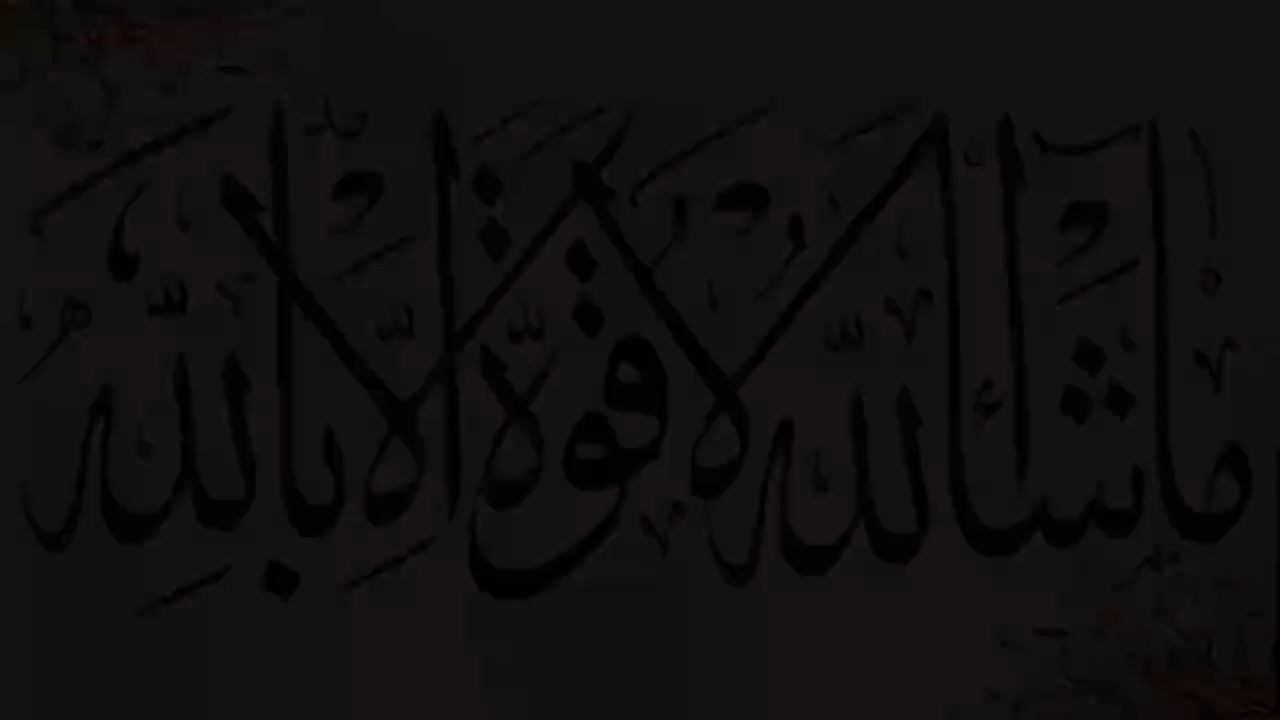 ما شاء الله لا قوة إلا بالله